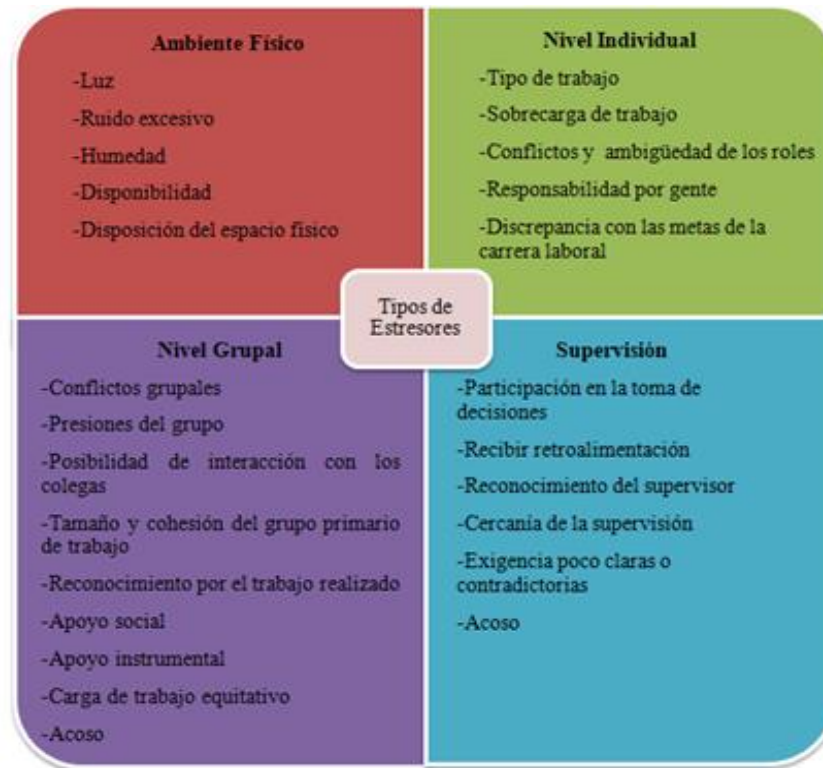 Ambiente Físico
-Luz
-Ruido excesivo
-Humedad
-Disponibilidad
-Disposición del espacio físico
Nivel Individual
-Tipo de trabajo
-Sobrecarga de trabajo
-Conflictos y ambigüedad de los roles
-Responsabilidad por gente
-Discrepancia con las metas de la
carrera laboral
Tipos de
Estresores
Nivel Grupal
-Conflictos grupales
-Presiones del grupo
-Posibilidad de interacción con los
colegas
-Tamaño y cohesión del grupo primario
de trabajo
-Reconocimiento por el trabajo realizado
-Apoyo social
-Apoyo instrumental
-Carga de trabajo equitativo
-Acoso
Supervisión
-Participación en la toma de
decisiones
-Recibir retroalimentación
-Reconocimiento del supervisor
-Cercanía de la supervisión
-Exigencia poco claras o
contradictorias
-Acoso